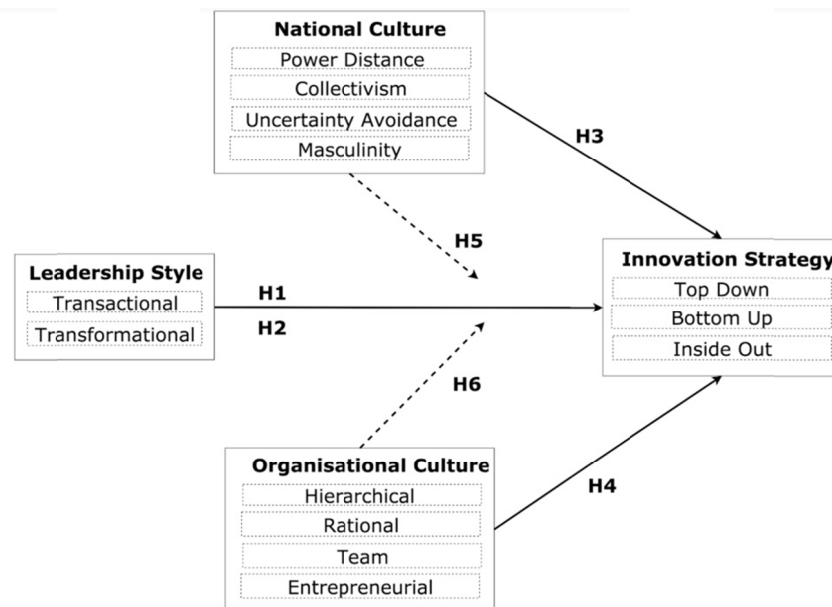 National Culture
Power Distance
Collectivism
Uncertainty Avoidance
Masculinity
H3
H5
Leadership Style
Transactional
Transformational
H1
H2
Innovation Strategy
Top Down
Bottom Up
Inside Out
H6
Organisational Culture
Hierarchical
Rational
Team
Entrepreneurial
H4